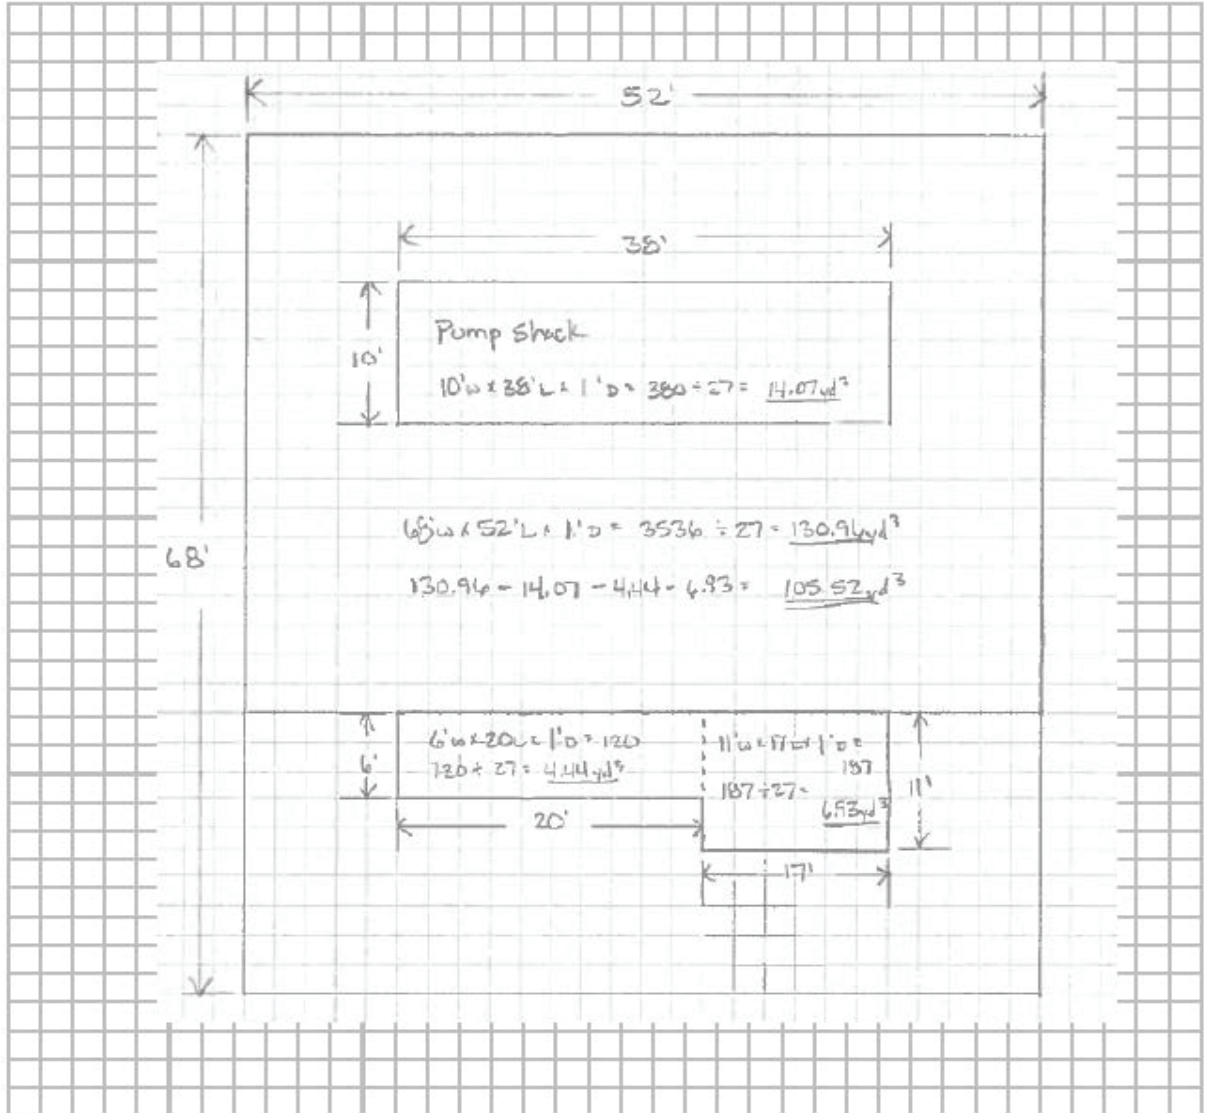 52'
38'
10'
Pump Shack
10'W x 38'L x 1'D = 380 ÷ 27 = 14.07yd³
68'W x 52'L x 1'D = 3536 ÷ 27 = 130.96yd³
68'
130.96 - 14.07 - 4.44 - 6.93 = 105.52yd³
6'
6'W x 20L x 1'D = 120
120 ÷ 27 = 4.44yd³
11'W x 17L x 1'D =
187
187 ÷ 27 =
6.93yd³
11'
20'
17'